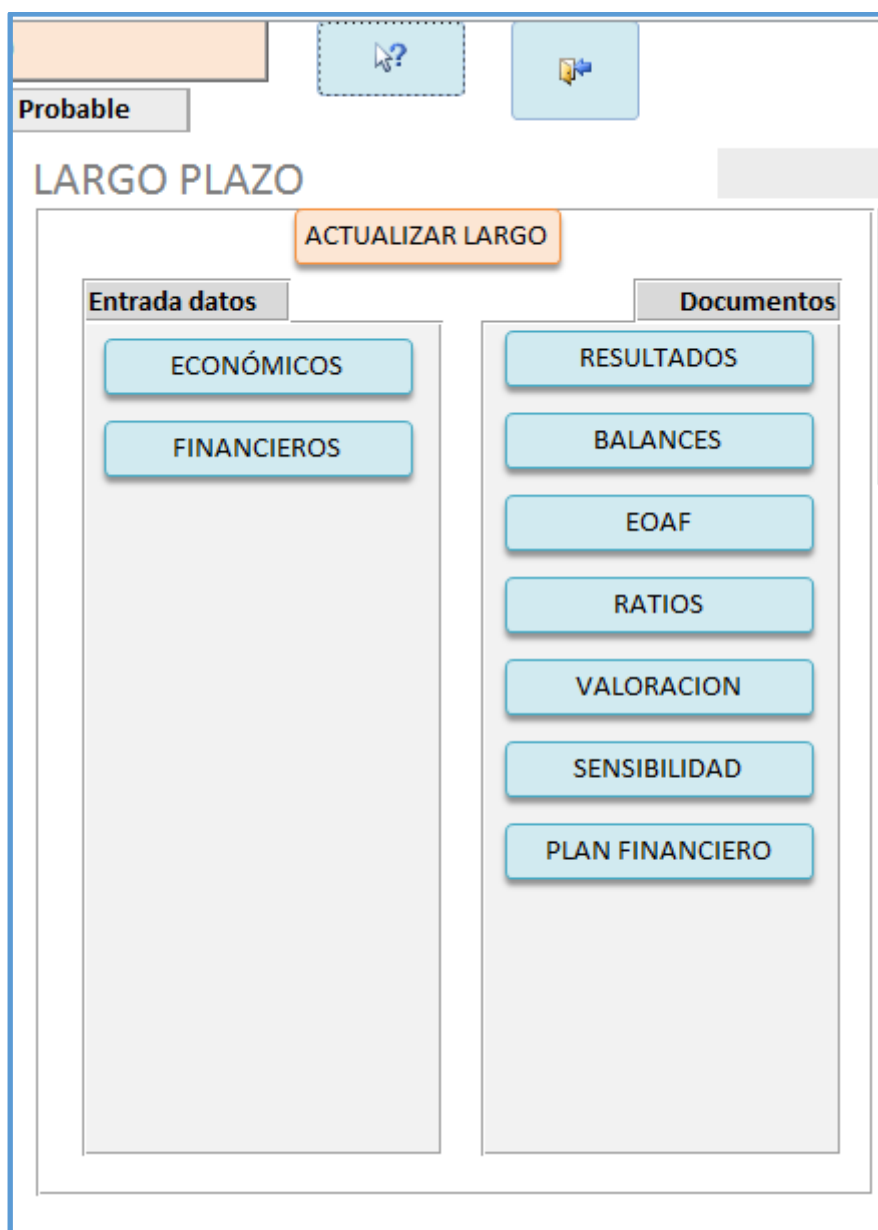 Probable
LARGO PLAZO
ACTUALIZAR LARGO
Entrada datos
Documentos
ECONÓMICOS
RESULTADOS
FINANCIEROS
BALANCES
EOAF
RATIOS
VALORACION
SENSIBILIDAD
PLAN FINANCIERO